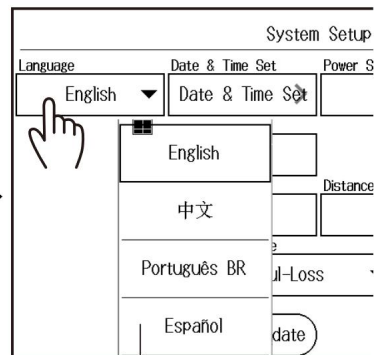 System Setup
Language
Date & Time Set
Power S
English
Date & Time Set
English
中文
Distance
Português BR
ul-Loss
Español
date